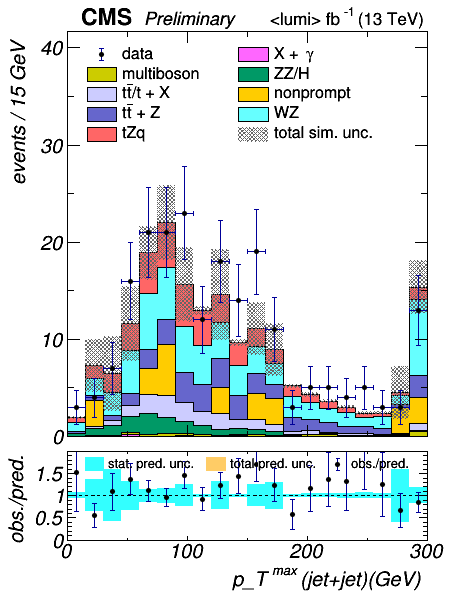 CMS Preliminary <lumi> fb⁻¹ (13 TeV)
events / 15 GeV
40
30
20
10
0
data
multiboson
tt̄/t + X
tt̄ + Z
tZq
X + γ
ZZ/H
nonprompt
WZ
total sim. unc.
obs./pred.
2
1.5
1
0.5
0
stat. pred. unc. total pred. unc. obs./pred.
0 100 200 300
p_T^max (jet+jet)(GeV)